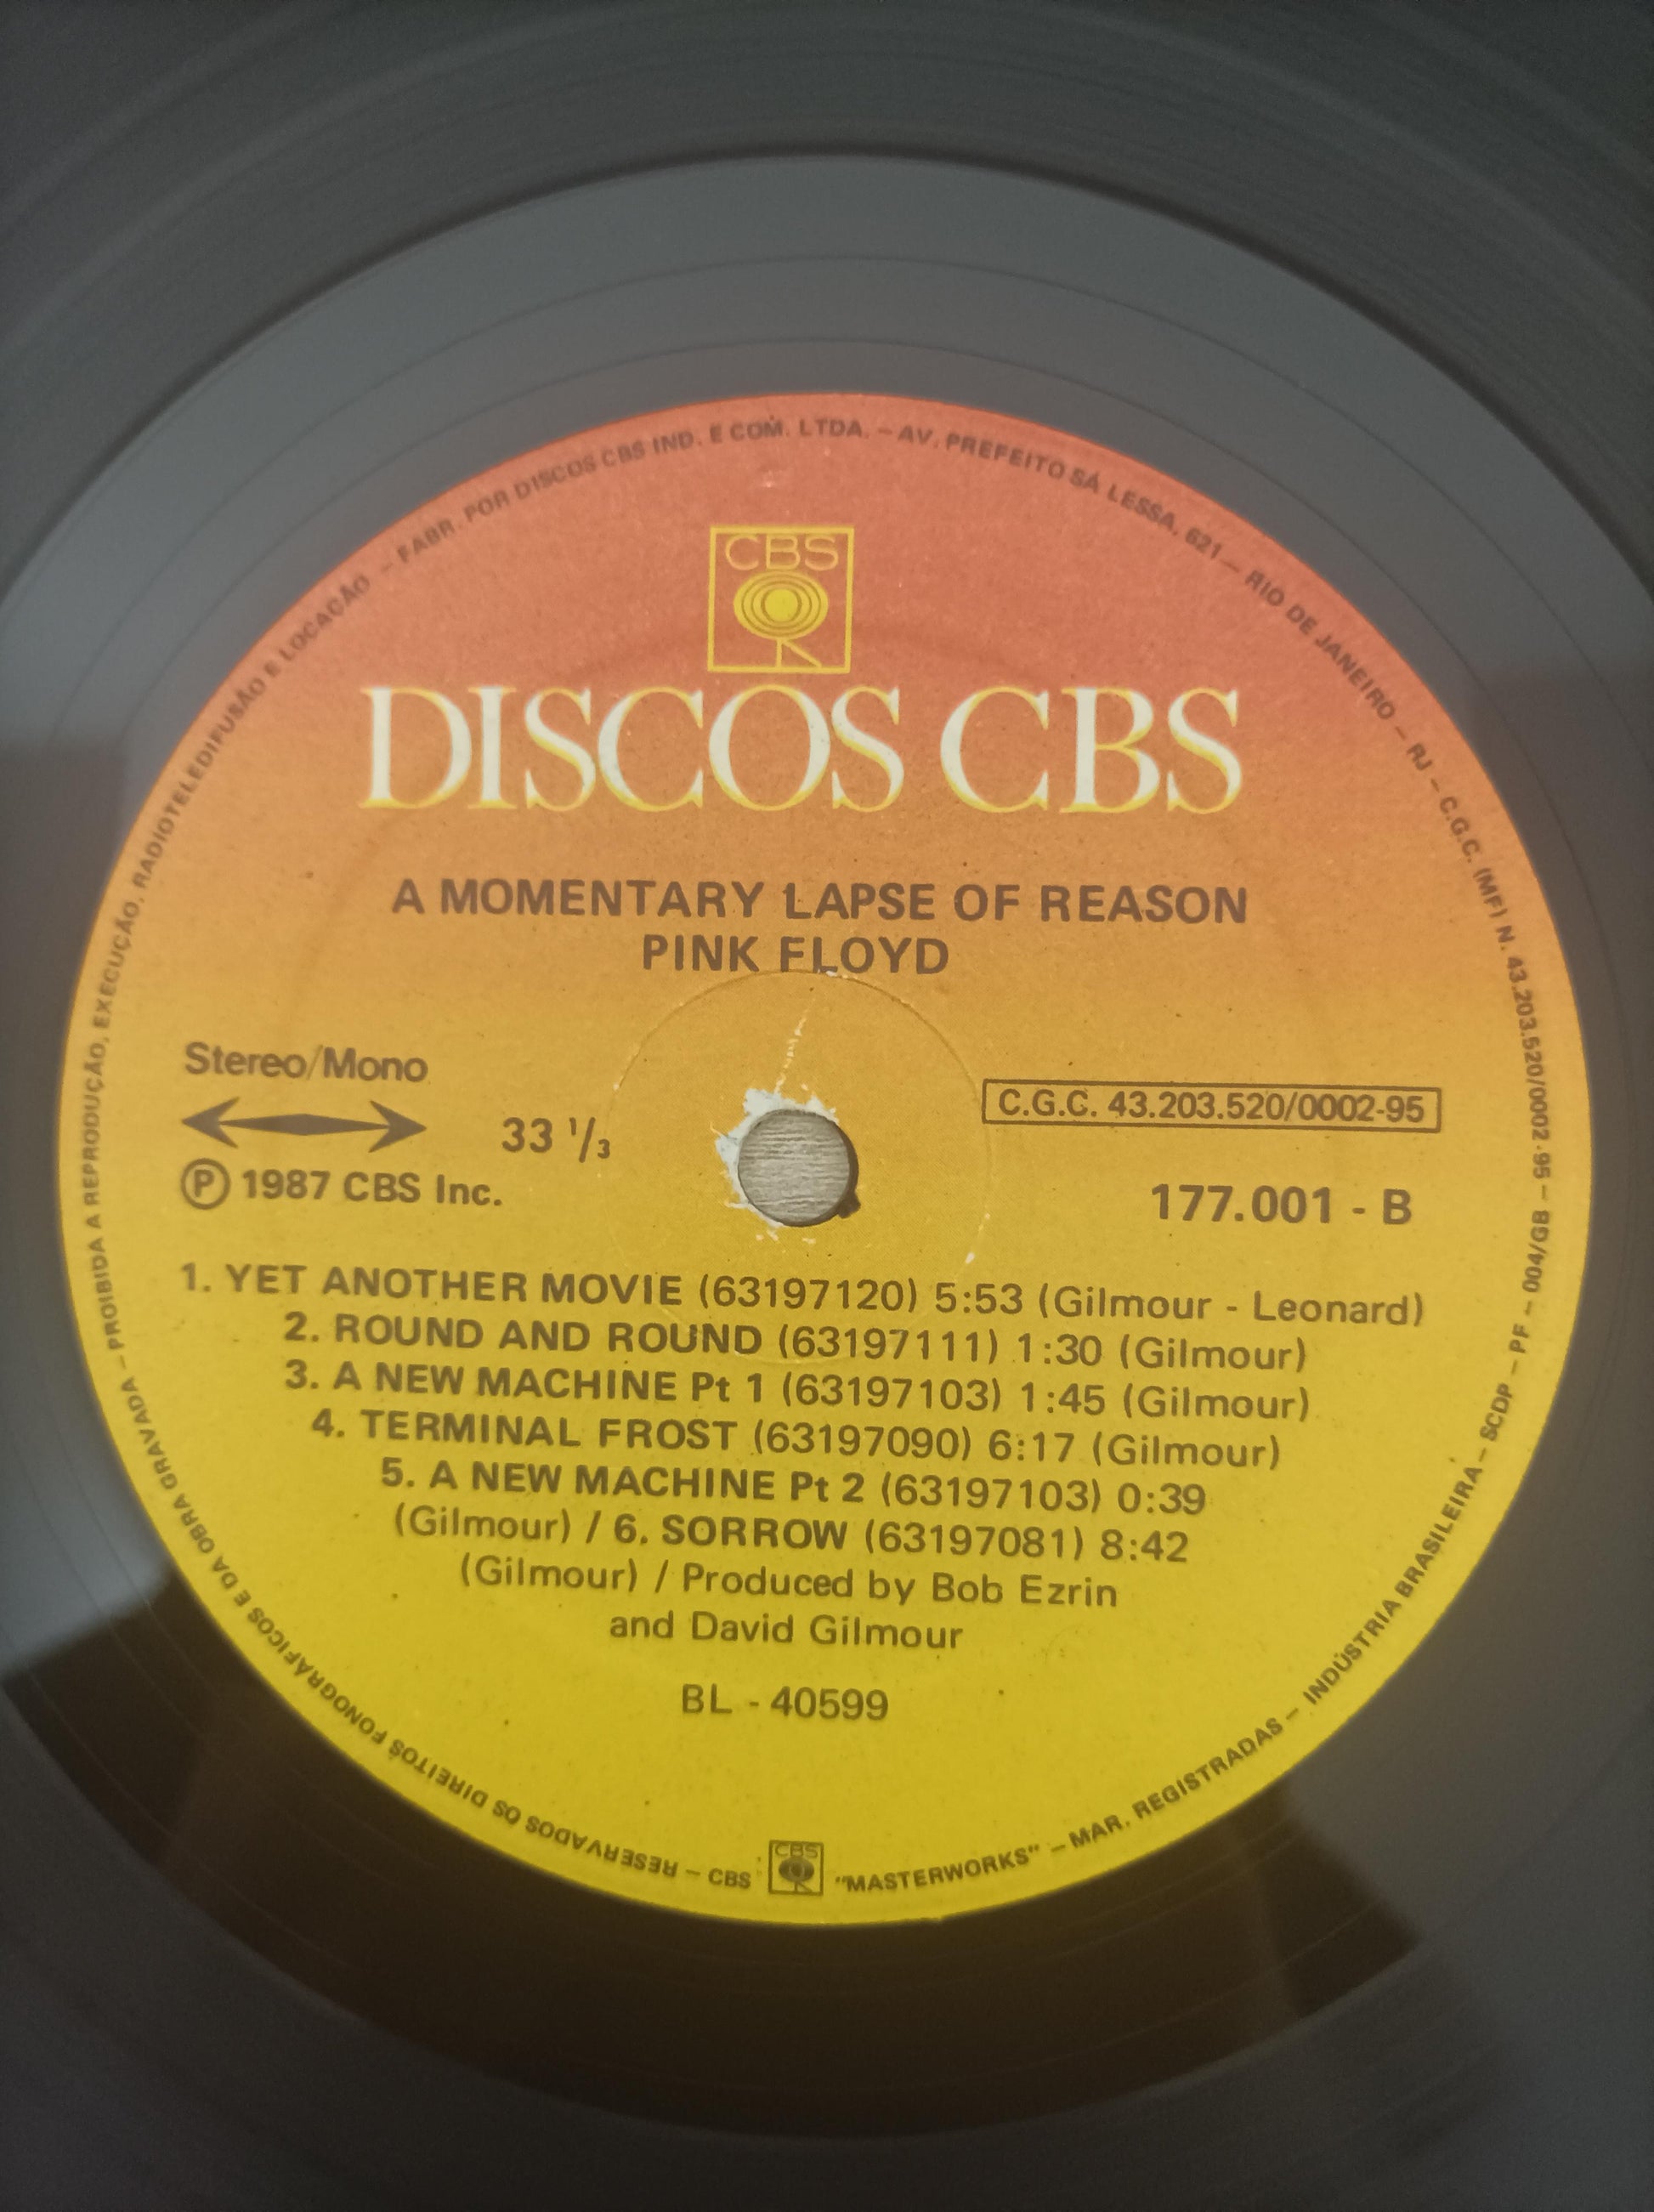 PROIBIDA A REPRODUÇÃO, EXECUÇÃO, RADIOTELEDIFUSÃO E LOCAÇÃO – FABR. POR DISCOS CBS IND. E COM. LTDA. – AV. PREFEITO SÁ LESSA, 621 – RIO DE JANEIRO – RJ – C.G.C. (MF) N. 43.203.520/0002-95 – 004/GB – PF – SCDP – INDÚSTRIA BRASILEIRA –
CBS
DISCOS CBS
A MOMENTARY LAPSE OF REASON
PINK FLOYD
Stereo/Mono
33 1/3
C.G.C. 43.203.520/0002-95
Ⓟ 1987 CBS Inc.
177.001 - B
1. YET ANOTHER MOVIE (63197120) 5:53 (Gilmour - Leonard)
2. ROUND AND ROUND (63197111) 1:30 (Gilmour)
3. A NEW MACHINE Pt 1 (63197103) 1:45 (Gilmour)
4. TERMINAL FROST (63197090) 6:17 (Gilmour)
5. A NEW MACHINE Pt 2 (63197103) 0:39
(Gilmour) / 6. SORROW (63197081) 8:42
(Gilmour) / Produced by Bob Ezrin
and David Gilmour
BL - 40599
CBS
CBS "MASTERWORKS" – MAR. REGISTRADAS –
RESERVADOS OS DIREITOS FONOGRÁFICOS E DA OBRA GRAVADA –